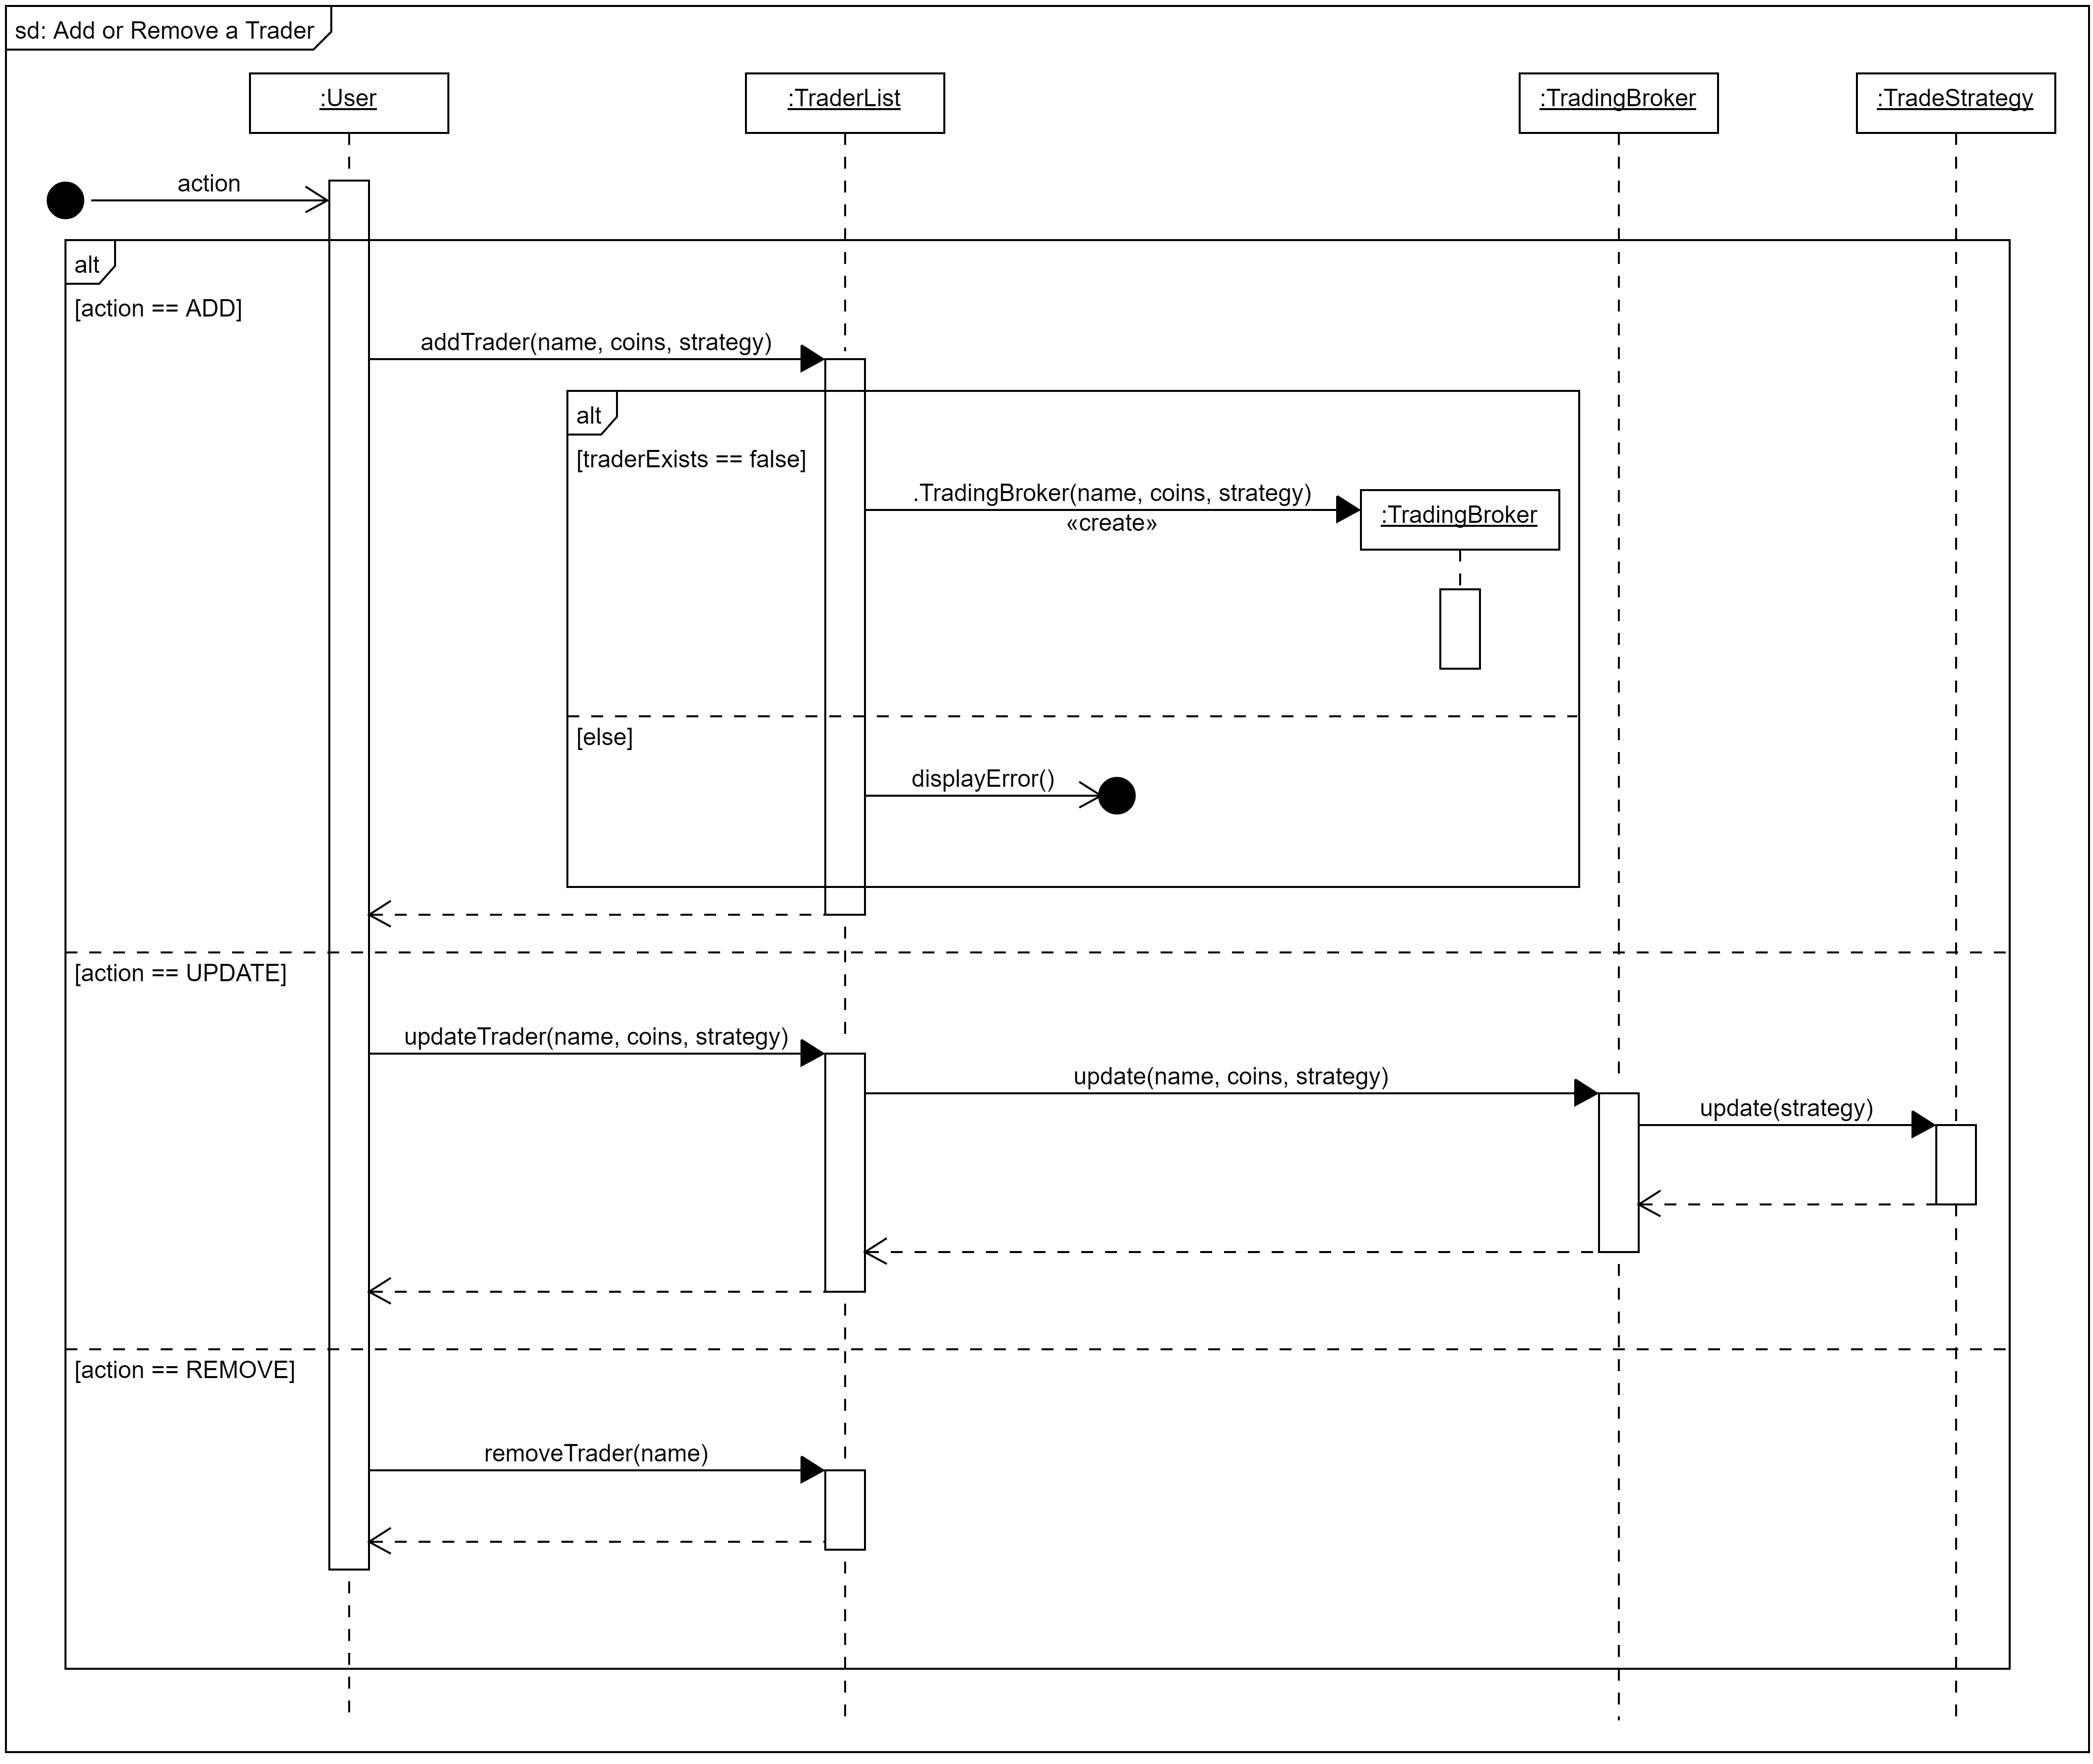 sd: Add or Remove a Trader
:User
:TraderList
:TradingBroker
:TradeStrategy
action
alt
[action == ADD]
addTrader(name, coins, strategy)
alt
[traderExists == false]
.TradingBroker(name, coins, strategy)
«create»
:TradingBroker
[else]
displayError()
[action == UPDATE]
updateTrader(name, coins, strategy)
update(name, coins, strategy)
update(strategy)
[action == REMOVE]
removeTrader(name)